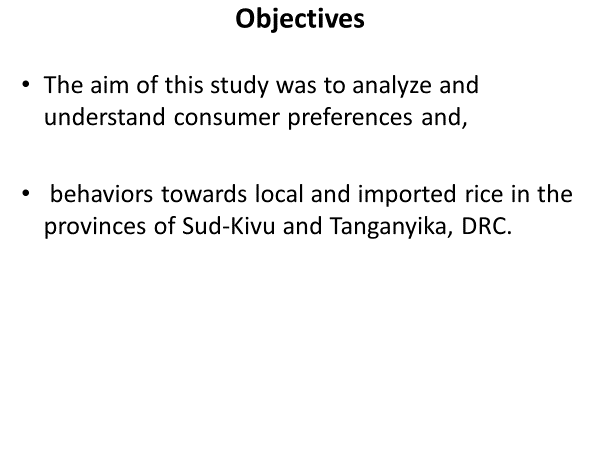 Objectives
• The aim of this study was to analyze and
understand consumer preferences and,
• behaviors towards local and imported rice in the
provinces of Sud-Kivu and Tanganyika, DRC.